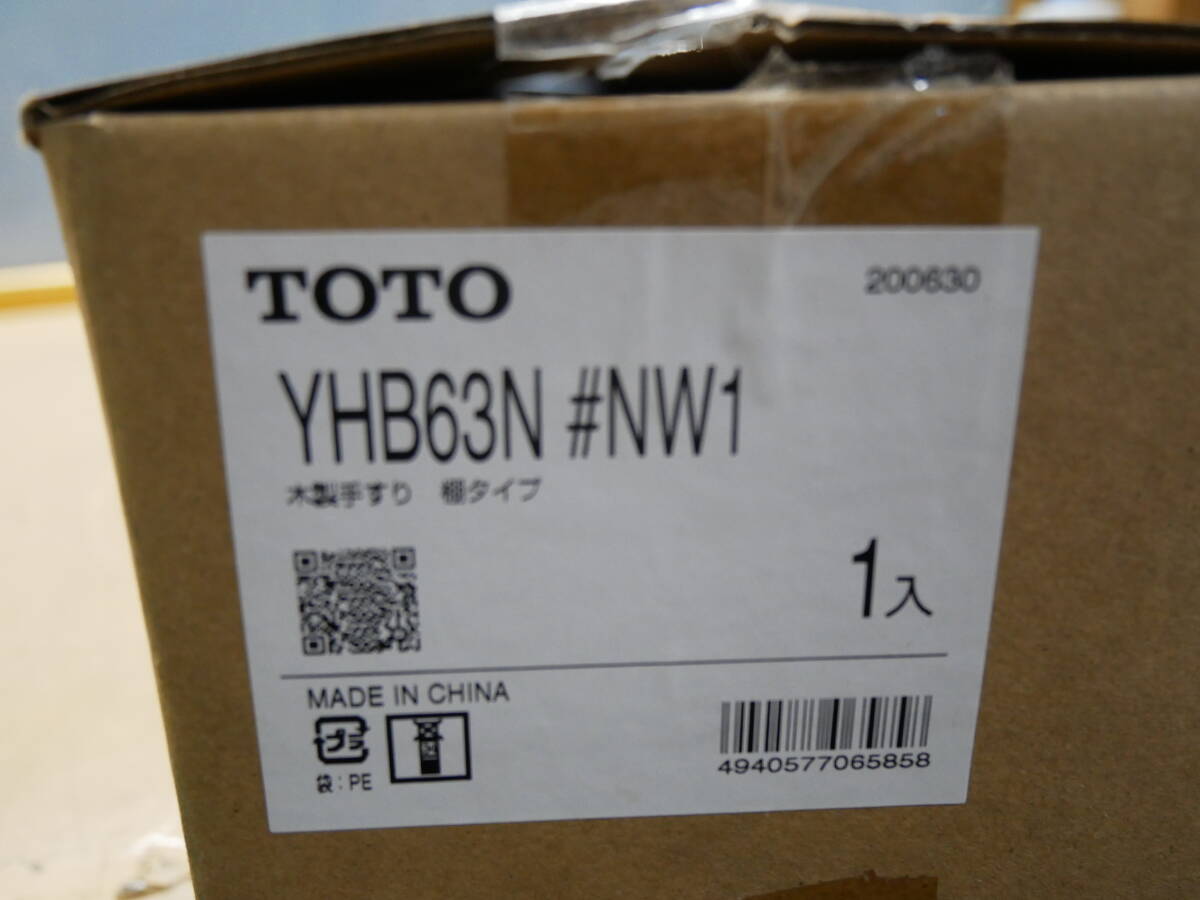 TOTO
200630
YHB63N #NW1
木製手すり 棚タイプ
1入
MADE IN CHINA
プラ
袋:PE
4940577065858